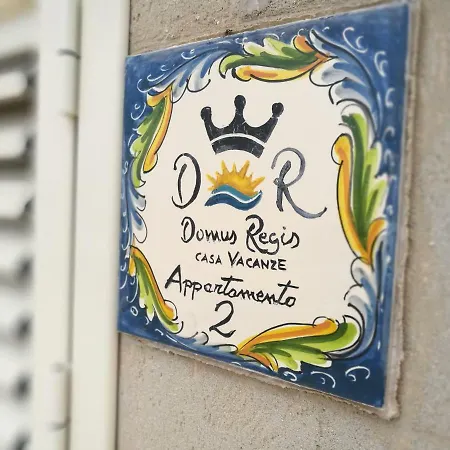 D R
Domus Regis
CASA VACANZE
Appartamento
2